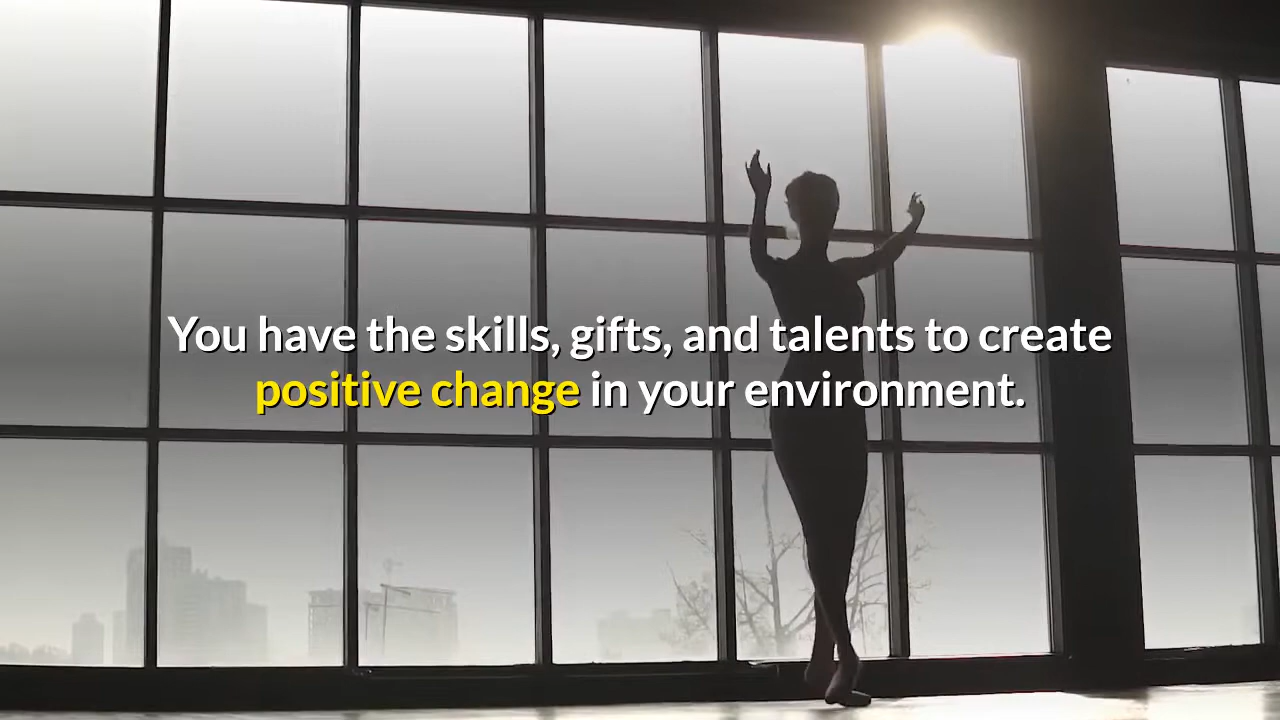 You have the skills, gifts, and talents to create
positive change in your environment.